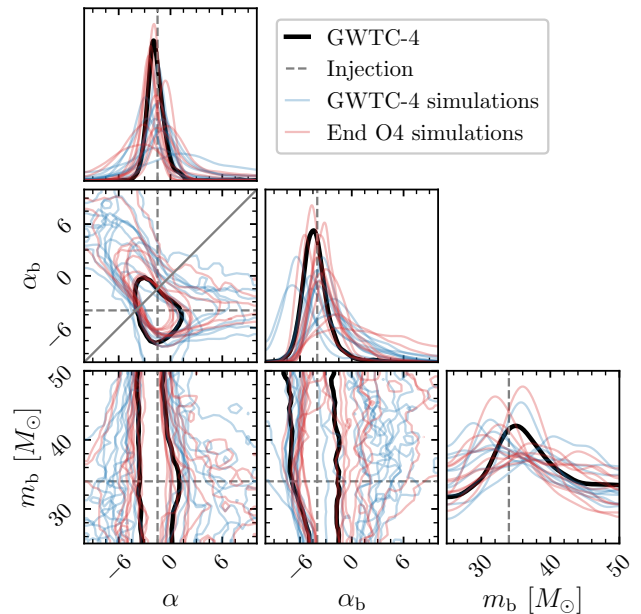 GWTC-4
Injection
GWTC-4 simulations
End O4 simulations
6
0
−6
α_b
50
40
30
m_b [M_⊙]
−6 0 6
α
−6 0 6
α_b
30 40 50
m_b [M_⊙]